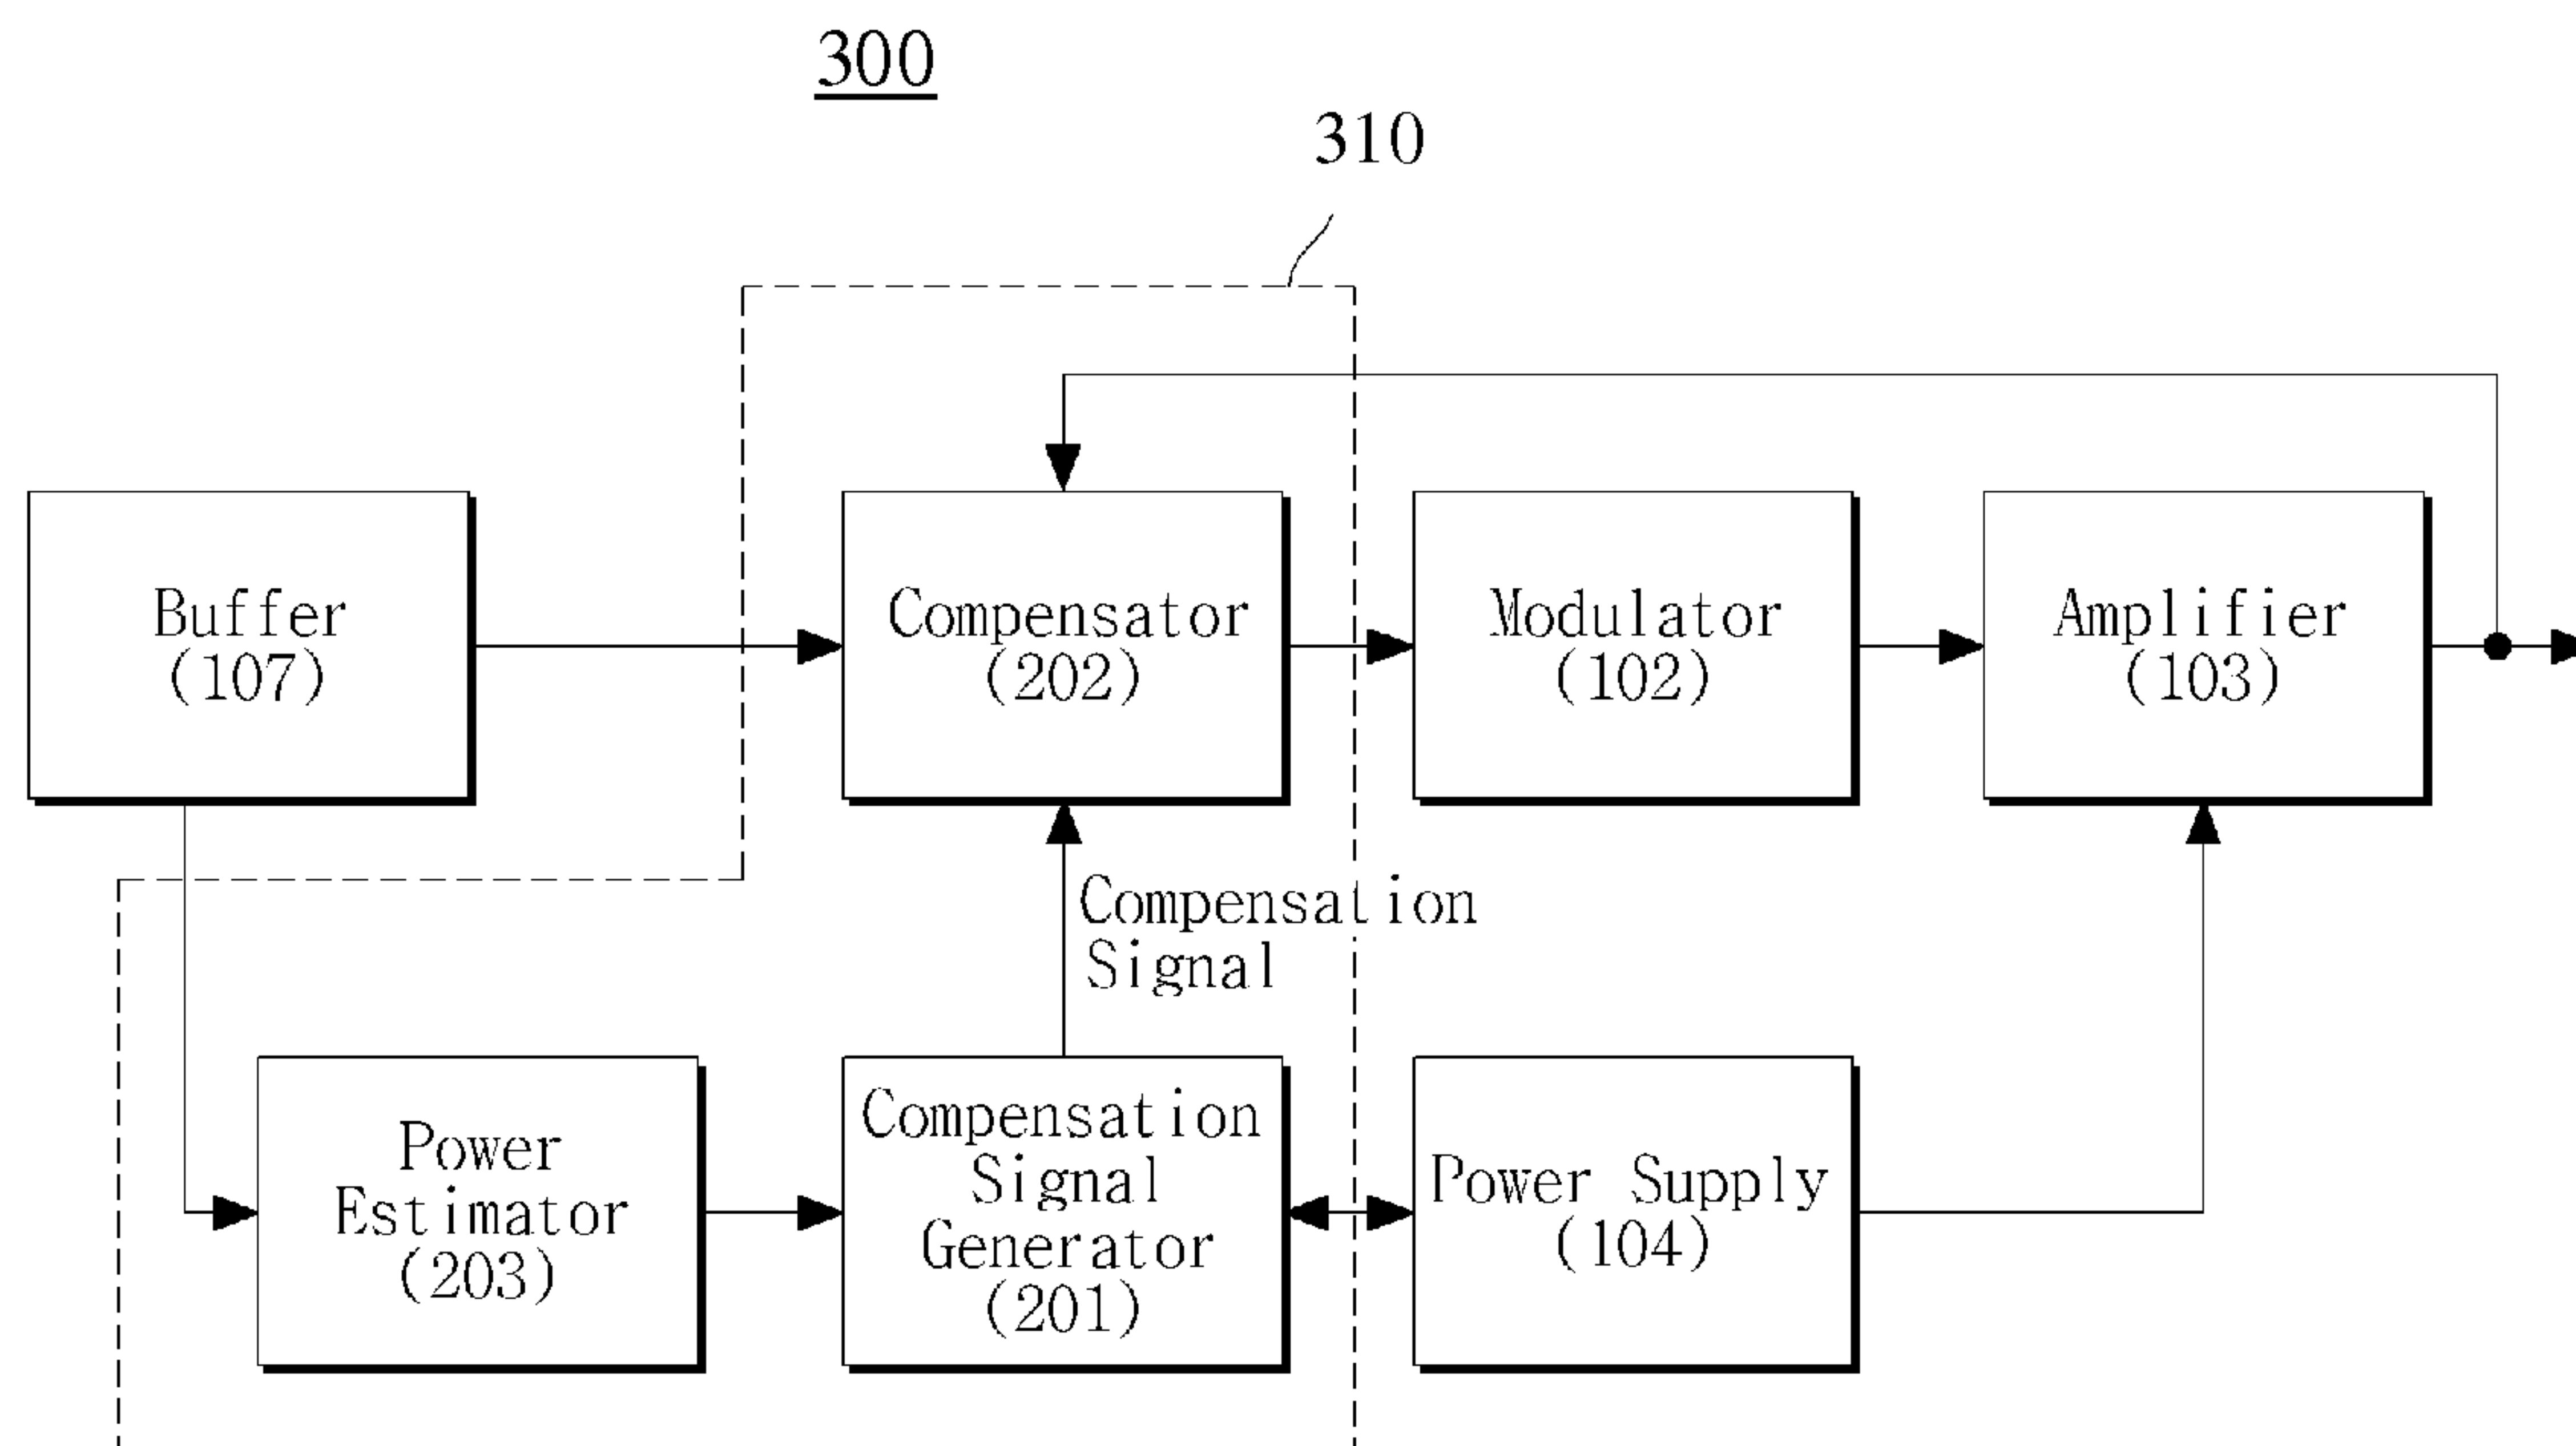 300
310
Buffer
(107)
Compensator
(202)
Modulator
(102)
Amplifier
(103)
Compensation
Signal
Power
Estimator
(203)
Compensation
Signal
Generator
(201)
Power Supply
(104)